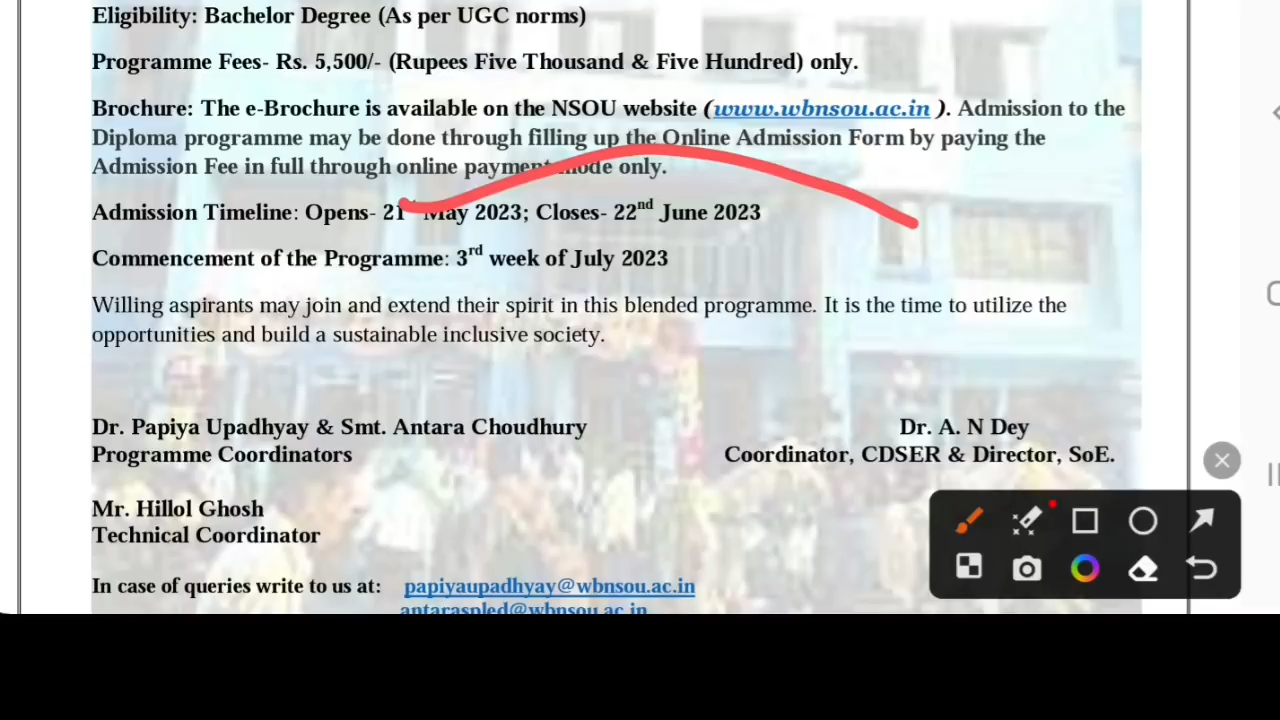 Eligibility: Bachelor Degree (As per UGC norms)
Programme Fees- Rs. 5,500/- (Rupees Five Thousand & Five Hundred) only.
Brochure: The e-Brochure is available on the NSOU website (www.wbnsou.ac.in ). Admission to the
Diploma programme may be done through filling up the Online Admission Form by paying the
Admission Fee in full through online payment mode only.
Admission Timeline: Opens- 21st May 2023; Closes- 22nd June 2023
Commencement of the Programme: 3rd week of July 2023
Willing aspirants may join and extend their spirit in this blended programme. It is the time to utilize the
opportunities and build a sustainable inclusive society.
Dr. Papiya Upadhyay & Smt. Antara Choudhury
Programme Coordinators
Dr. A. N Dey
Coordinator, CDSER & Director, SoE.
Mr. Hillol Ghosh
Technical Coordinator
In case of queries write to us at: papiyaupadhyay@wbnsou.ac.in
antaraspled@wbnsou.ac.in